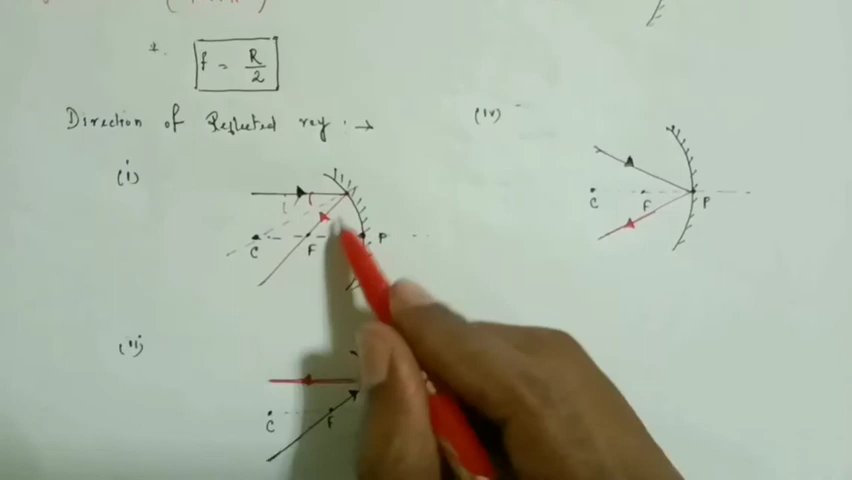 *. f = R/2
Direction of Reflected ray : →
(i)
i r
C F P
(ii)
C F
(iv)
C F P